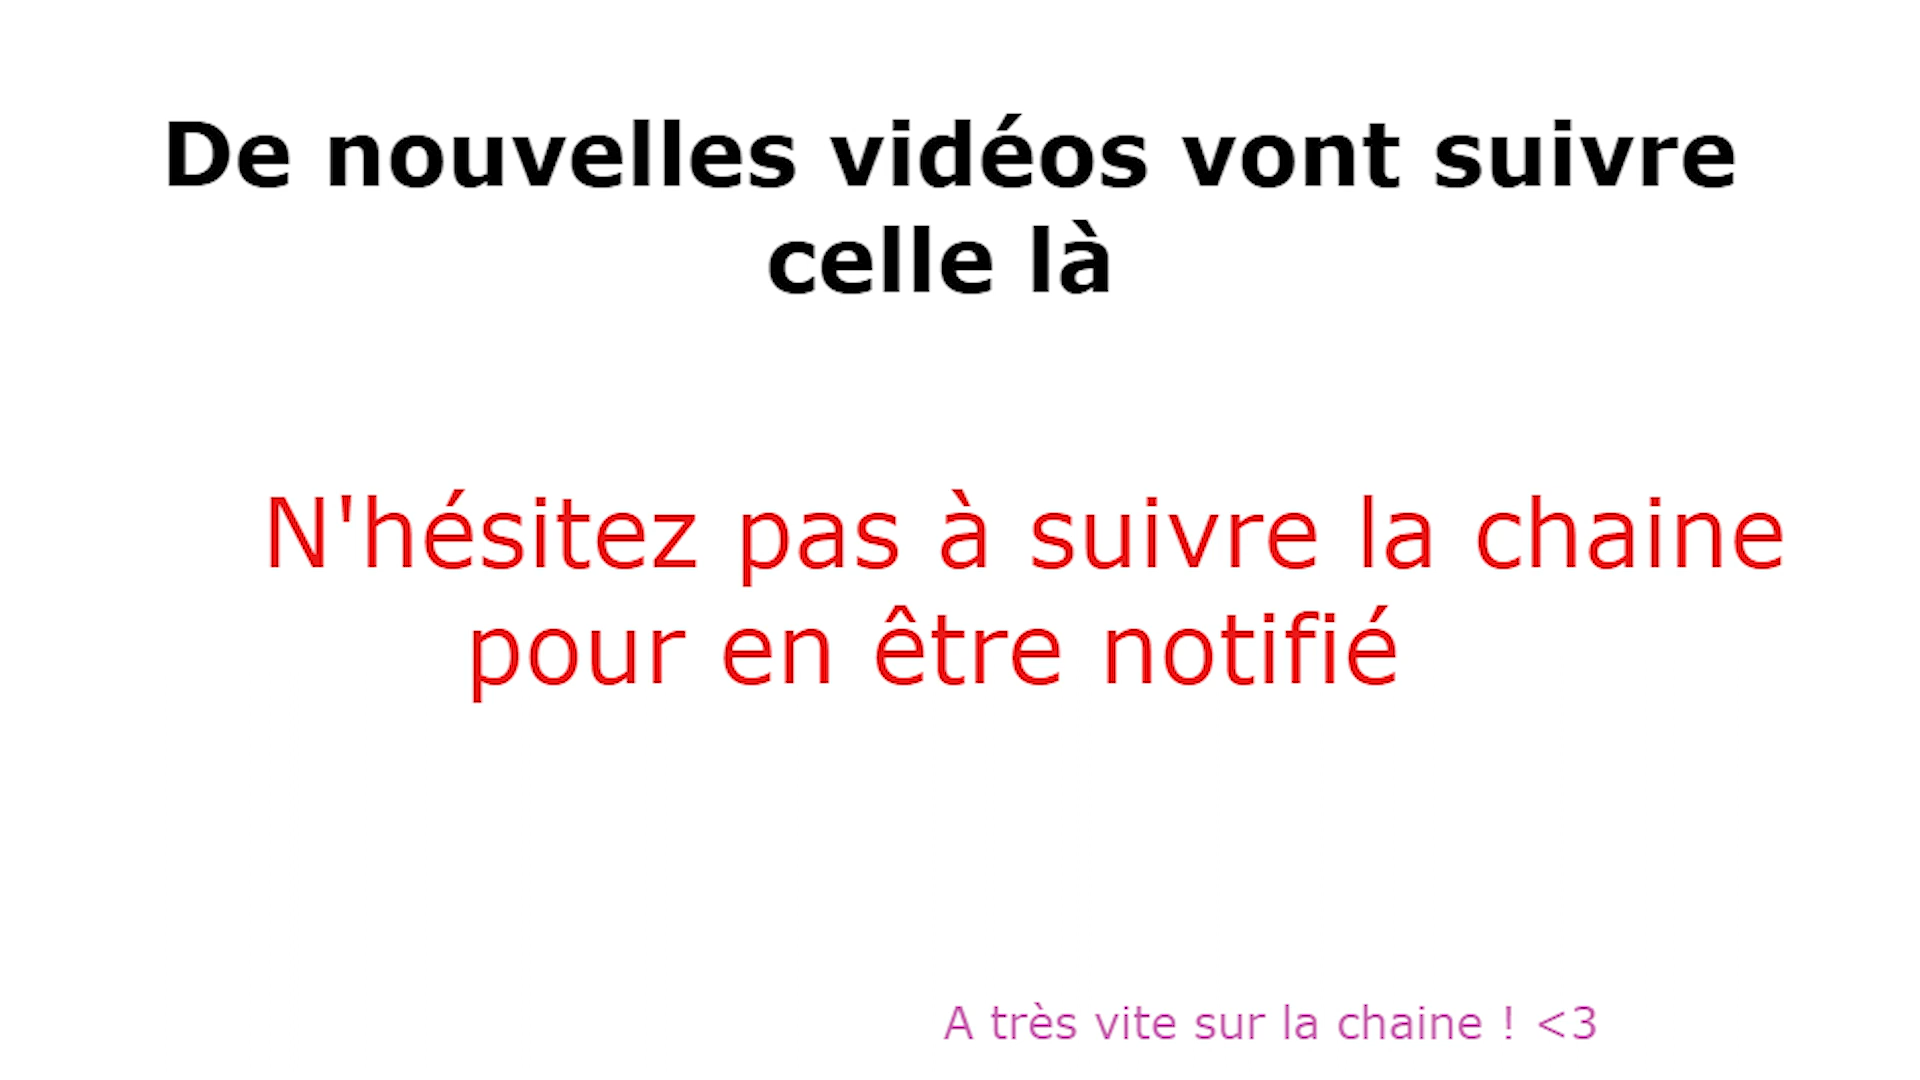 De nouvelles vidéos vont suivre
celle là
N'hésitez pas à suivre la chaine
pour en être notifié
A très vite sur la chaine ! <3